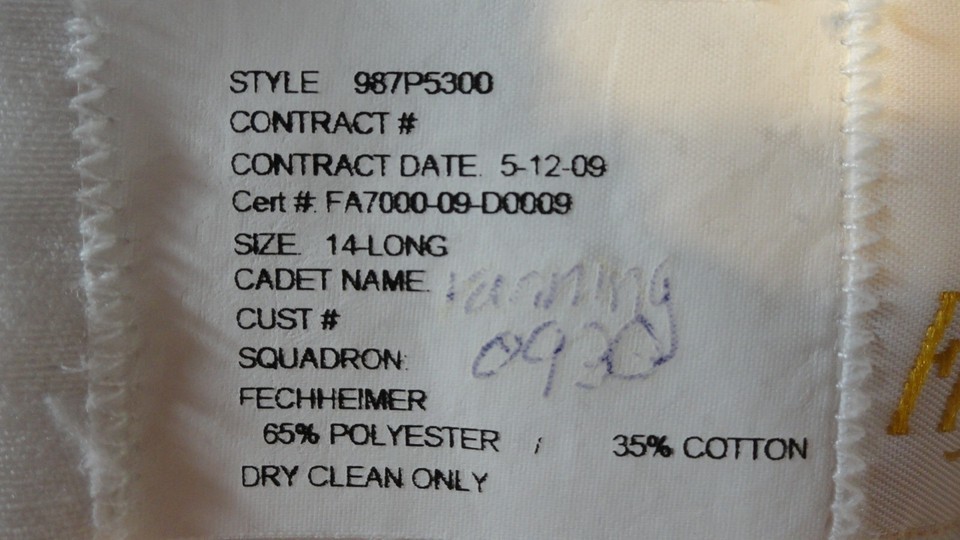 STYLE 987P5300
CONTRACT #
CONTRACT DATE. 5-12-09
Cert #. FA7000-09-D0009
SIZE. 14-LONG
CADET NAME.
CUST #
0930
SQUADRON:
FECHHEIMER
65% POLYESTER / 35% COTTON
DRY CLEAN ONLY